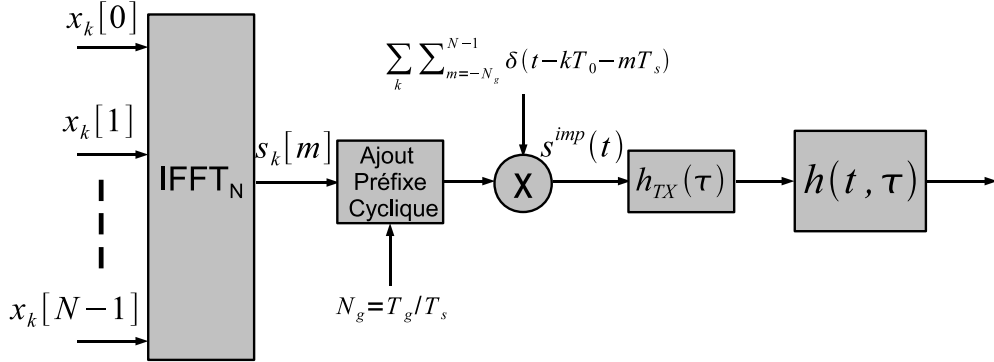 x_k[0]
x_k[1]
x_k[N−1]
IFFT_N
s_k[m]
Ajout
Préfixe
Cyclique
N_g=T_g/T_s
∑_k ∑_{m=−N_g}^{N−1} δ(t−kT_0−mT_s)
X
s^{imp}(t)
h_{TX}(τ)
h(t,τ)